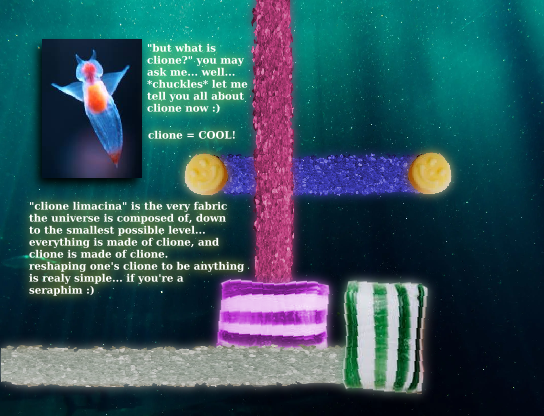 "but what is
clione?" you may
ask me... well...
*chuckles* let me
tell you all about
clione now :)
clione = COOL!
"clione limacina" is the very fabric
the universe is composed of, down
to the smallest possible level...
everything is made of clione, and
clione is made of clione.
reshaping one's clione to be anything
is realy simple... if you're a
seraphim :)